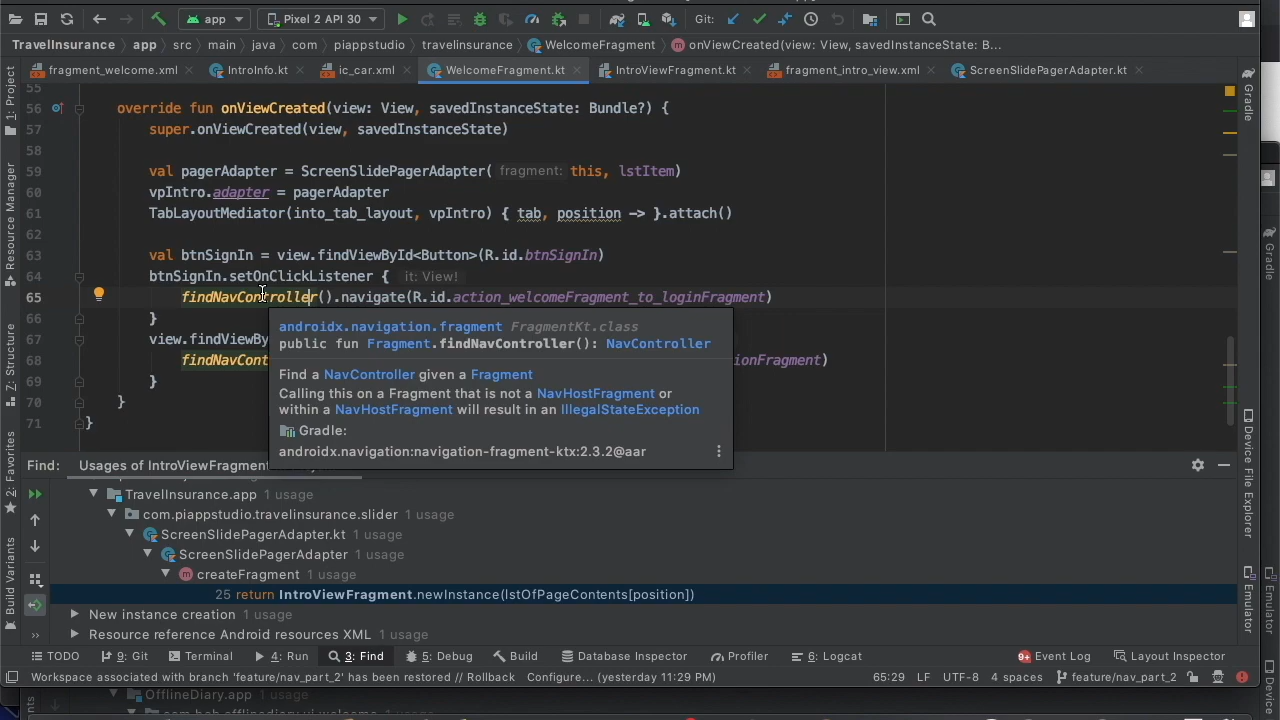 app
Pixel 2 API 30
Git:
TravelInsurance app src main java com piappstudio travelinsurance WelcomeFragment onViewCreated(view: View, savedInstanceState: B...
fragment_welcome.xml IntroInfo.kt ic_car.xml WelcomeFragment.kt IntroViewFragment.kt fragment_intro_view.xml ScreenSlidePagerAdapter.kt
55
56 override fun onViewCreated(view: View, savedInstanceState: Bundle?) {
57 super.onViewCreated(view, savedInstanceState)
58
59 val pagerAdapter = ScreenSlidePagerAdapter( fragment: this, lstItem)
60 vpIntro.adapter = pagerAdapter
61 TabLayoutMediator(into_tab_layout, vpIntro) { tab, position -> }.attach()
62
63 val btnSignIn = view.findViewById<Button>(R.id.btnSignIn)
64 btnSignIn.setOnClickListener { it: View!
65 findNavController().navigate(R.id.action_welcomeFragment_to_loginFragment)
66 }
67 view.findViewBy
68 findNavCont ionFragment)
69 }
70 }
71 }
androidx.navigation.fragment FragmentKt.class
public fun Fragment.findNavController(): NavController
Find a NavController given a Fragment
Calling this on a Fragment that is not a NavHostFragment or
within a NavHostFragment will result in an IllegalStateException
Gradle:
androidx.navigation:navigation-fragment-ktx:2.3.2@aar
Find: Usages of IntroViewFragm
TravelInsurance.app 1 usage
com.piappstudio.travelinsurance.slider 1 usage
ScreenSlidePagerAdapter.kt 1 usage
ScreenSlidePagerAdapter 1 usage
createFragment 1 usage
25 return IntroViewFragment.newInstance(lstOfPageContents[position])
New instance creation 1 usage
Resource reference Android resources XML 1 usage
TODO 9: Git Terminal 4: Run 3: Find 5: Debug Build Database Inspector Profiler 6: Logcat 9+ Event Log Layout Inspector
Workspace associated with branch 'feature/nav_part_2' has been restored // Rollback Configure... (yesterday 11:29 PM) 65:29 LF UTF-8 4 spaces feature/nav_part_2
OfflineDiary.app 1 usage
1: Project
Resource Manager
Z: Structure
2: Favorites
Build Variants
Gradle
Device File Explorer
Emulator
Gradle
Emulator
Device